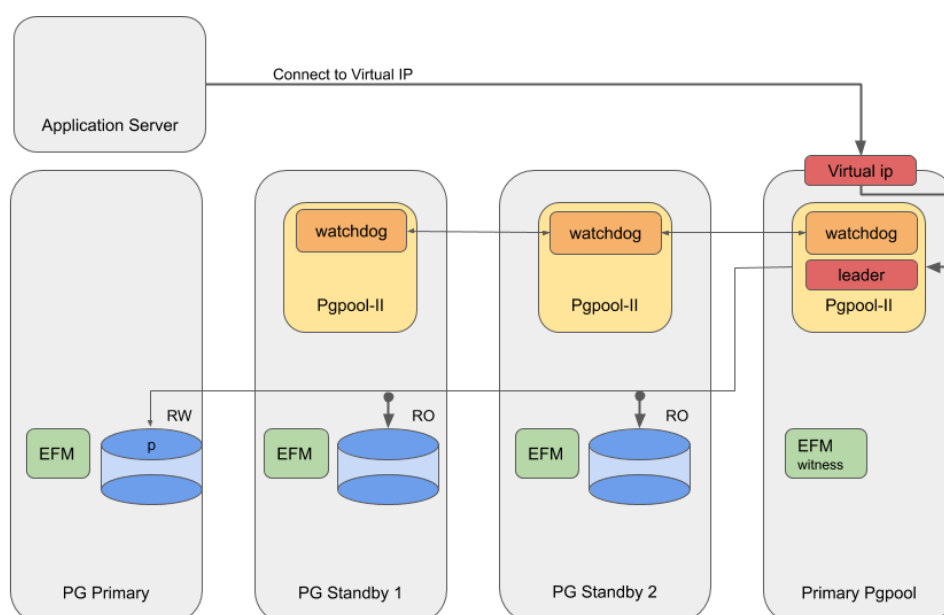 Connect to Virtual IP
Application Server
Virtual ip
watchdog
watchdog
watchdog
leader
Pgpool-II
Pgpool-II
Pgpool-II
RW
RO
RO
EFM
p
EFM
EFM
EFM
witness
PG Primary
PG Standby 1
PG Standby 2
Primary Pgpool